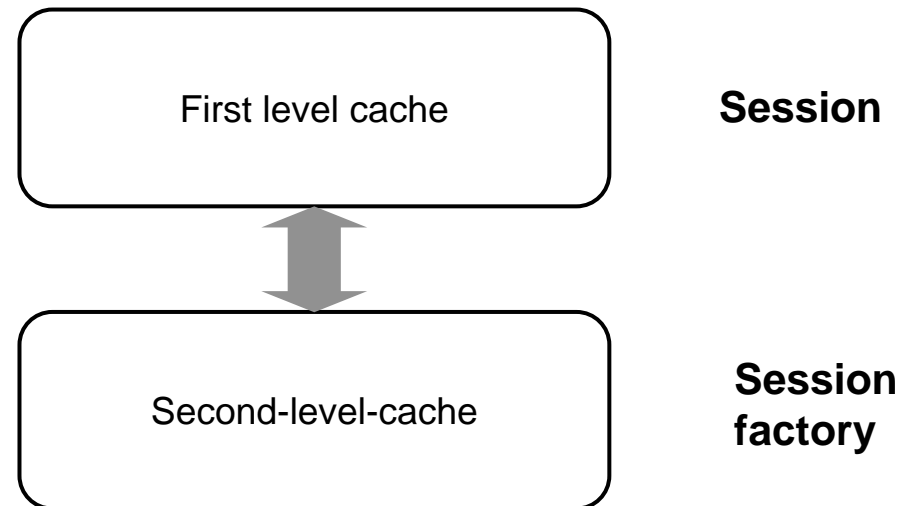 First level cache
Session
Second-level-cache
Session
factory